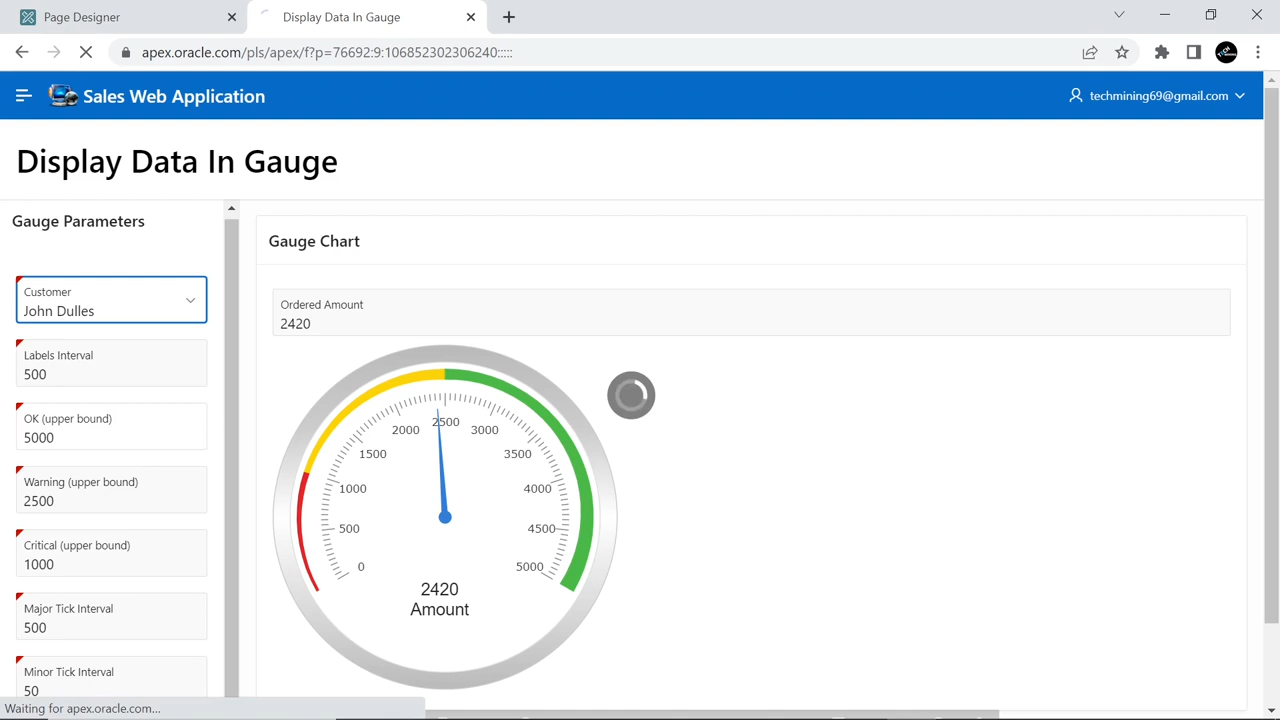 Page Designer
Display Data In Gauge
apex.oracle.com/pls/apex/f?p=76692:9:106852302306240:::::
Sales Web Application
techmining69@gmail.com
Display Data In Gauge
Gauge Parameters
Customer
John Dulles
Labels Interval
500
OK (upper bound)
5000
Warning (upper bound)
2500
Critical (upper bound)
1000
Major Tick Interval
500
Minor Tick Interval
50
Gauge Chart
Ordered Amount
2420
0
500
1000
1500
2000
2500
3000
3500
4000
4500
5000
2420
Amount
Waiting for apex.oracle.com...